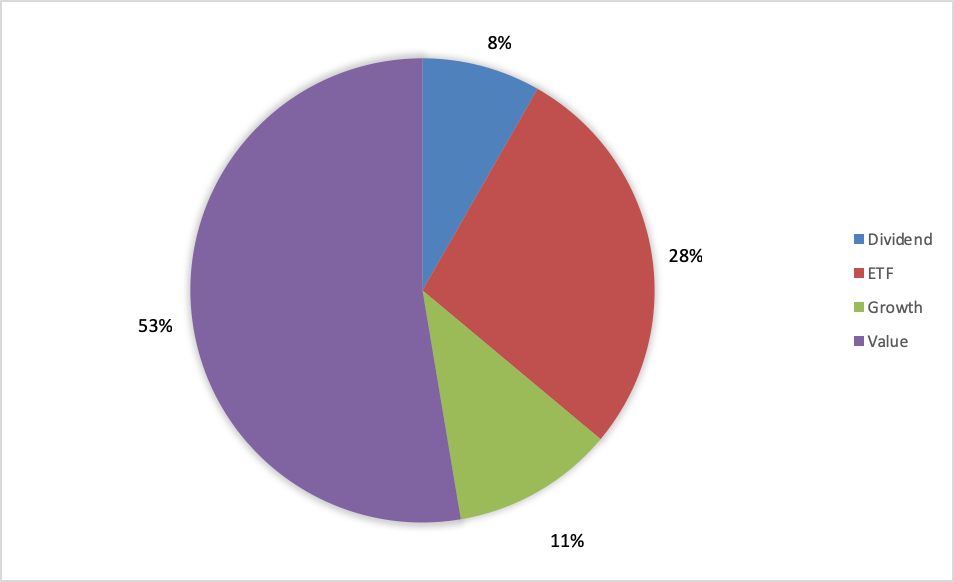 8%
28%
53%
11%
Dividend
ETF
Growth
Value